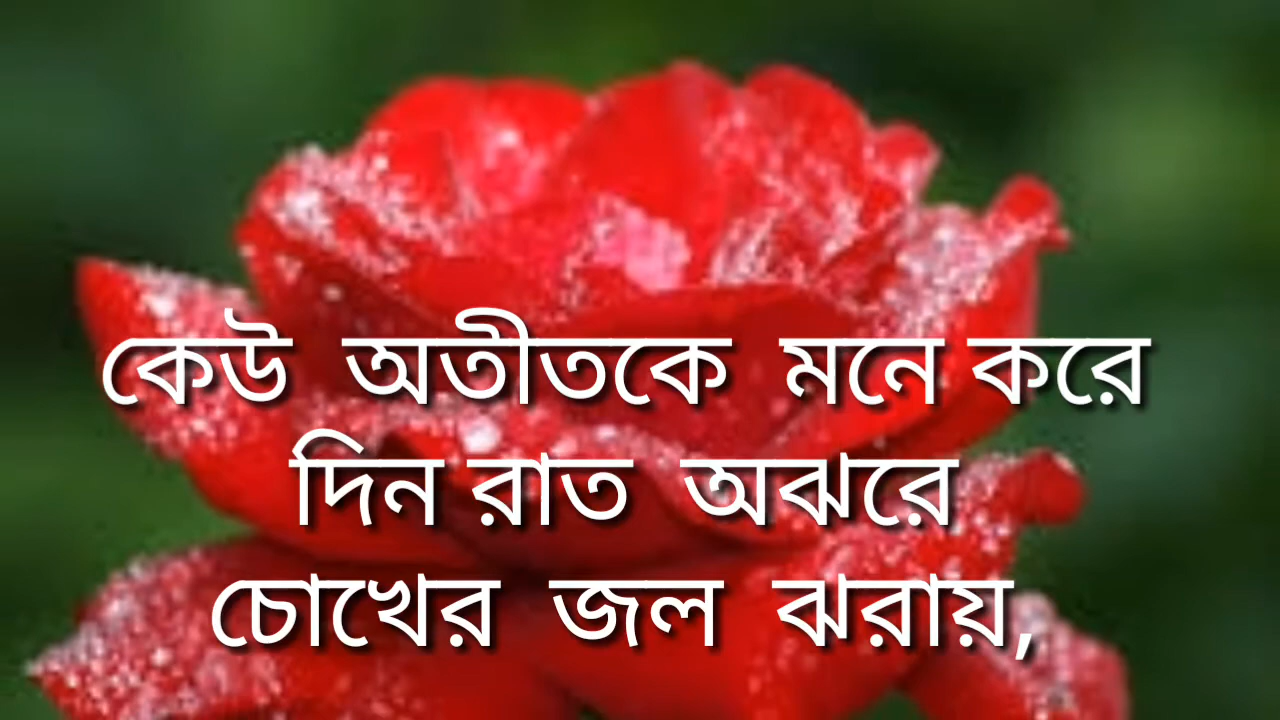 কেউ অতীতকে মনে করে
দিন রাত অঝরে
চোখের জল ঝরায়,